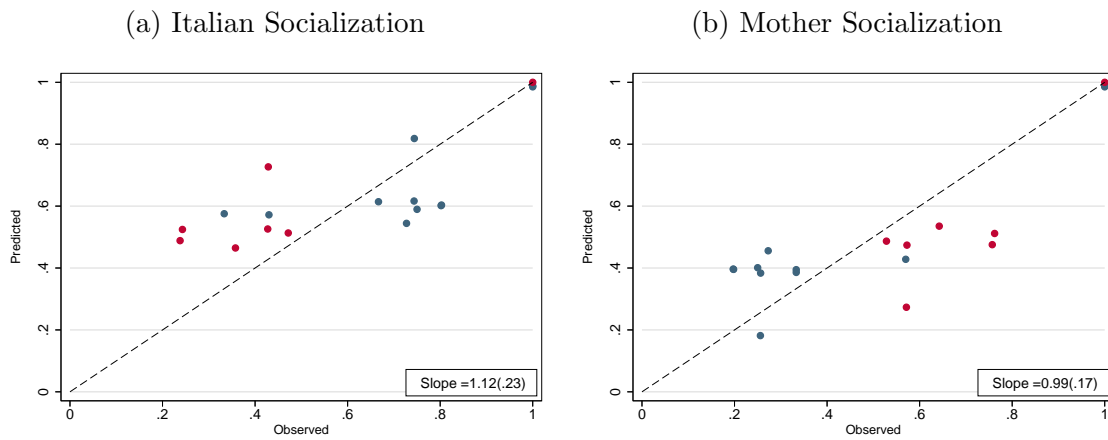 (a) Italian Socialization
1
.8
.6
.4
.2
0
Predicted
0 .2 .4 .6 .8 1
Observed
Slope =1.12(.23)
(b) Mother Socialization
1
.8
.6
.4
.2
0
Predicted
0 .2 .4 .6 .8 1
Observed
Slope =0.99(.17)